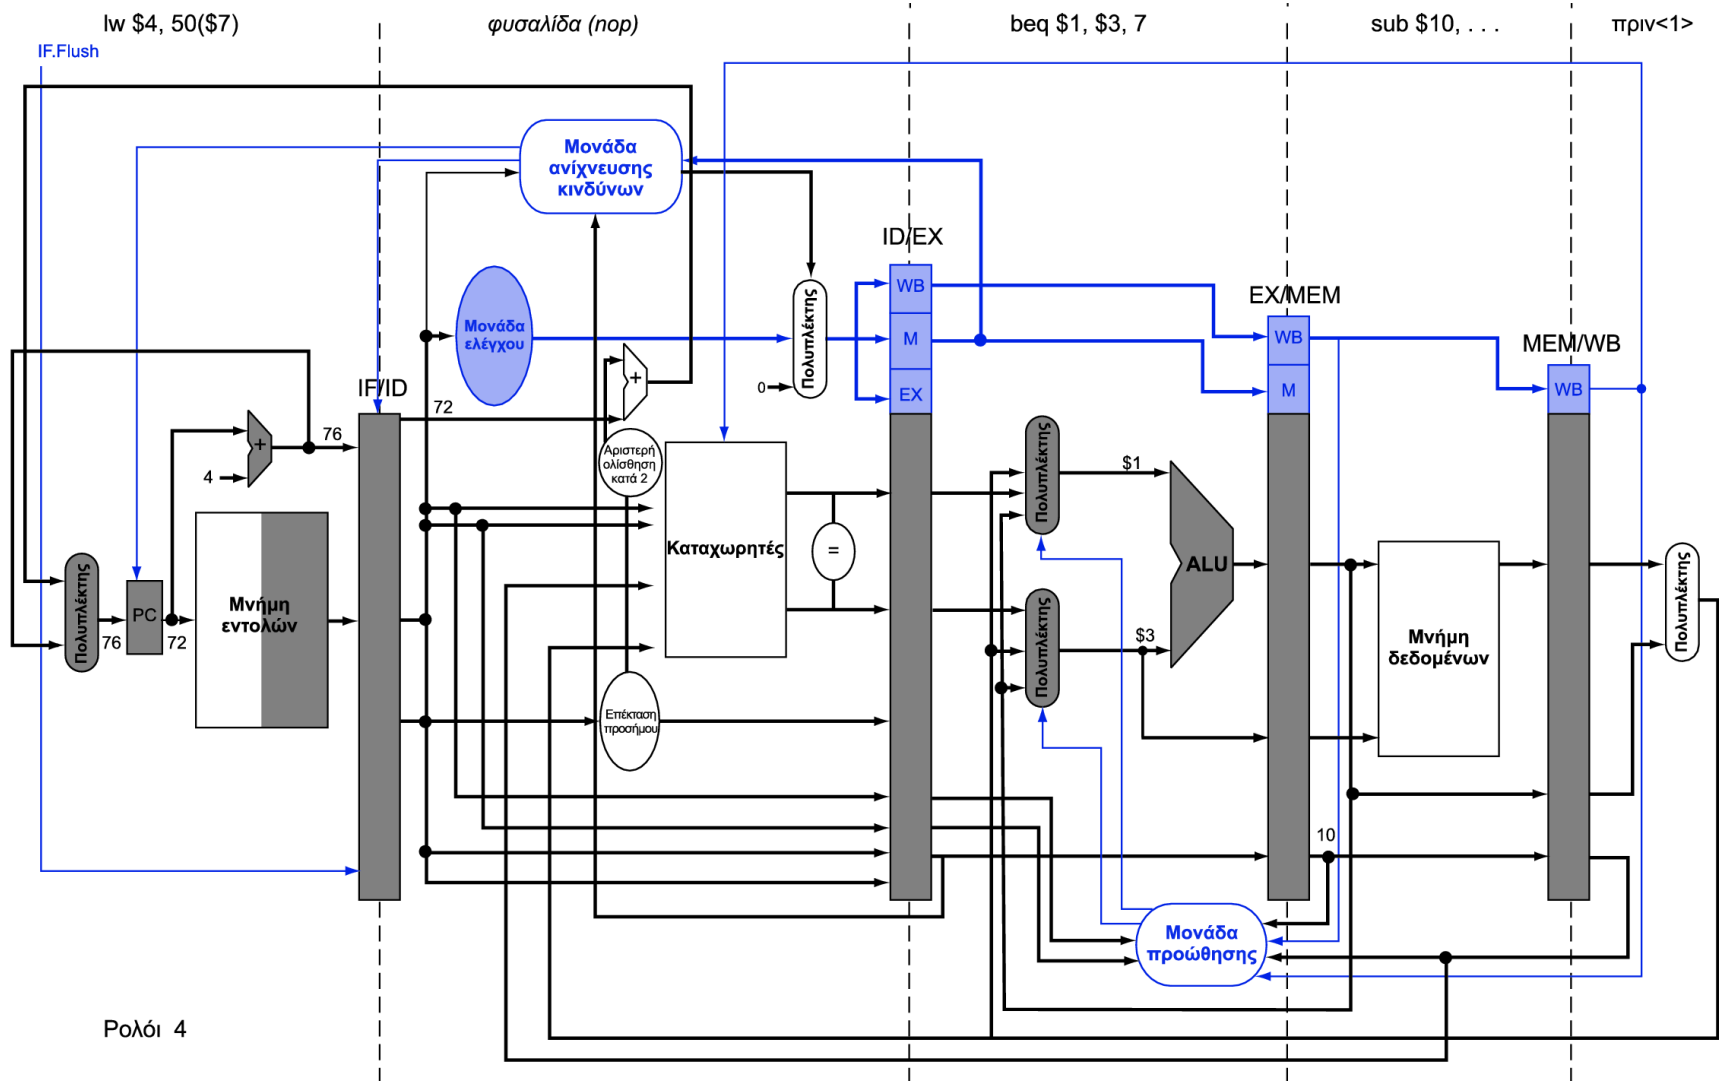 lw $4, 50($7)
φυσαλίδα (nop)
beq $1, $3, 7
sub $10, . . .
πριν<1>
IF.Flush
Μονάδα
ανίχνευσης
κινδύνων
ID/EX
WB
M
EX
EX/MEM
WB
M
MEM/WB
WB
Μονάδα
ελέγχου
Πολυπλέκτης
0
+
IF/ID
72
76
+
4
Αριστερή
ολίσθηση
κατά 2
Καταχωρητές
=
Πολυπλέκτης
$1
Πολυπλέκτης
$3
ALU
Πολυπλέκτης
76
PC
72
Μνήμη
εντολών
Μνήμη
δεδομένων
Πολυπλέκτης
Επέκταση
προσήμου
10
Μονάδα
προώθησης
Ρολόι 4